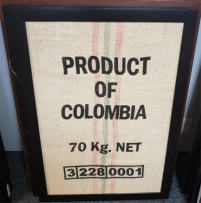 PRODUCT
OF
COLOMBIA
70 Kg. NET
3 228 0001